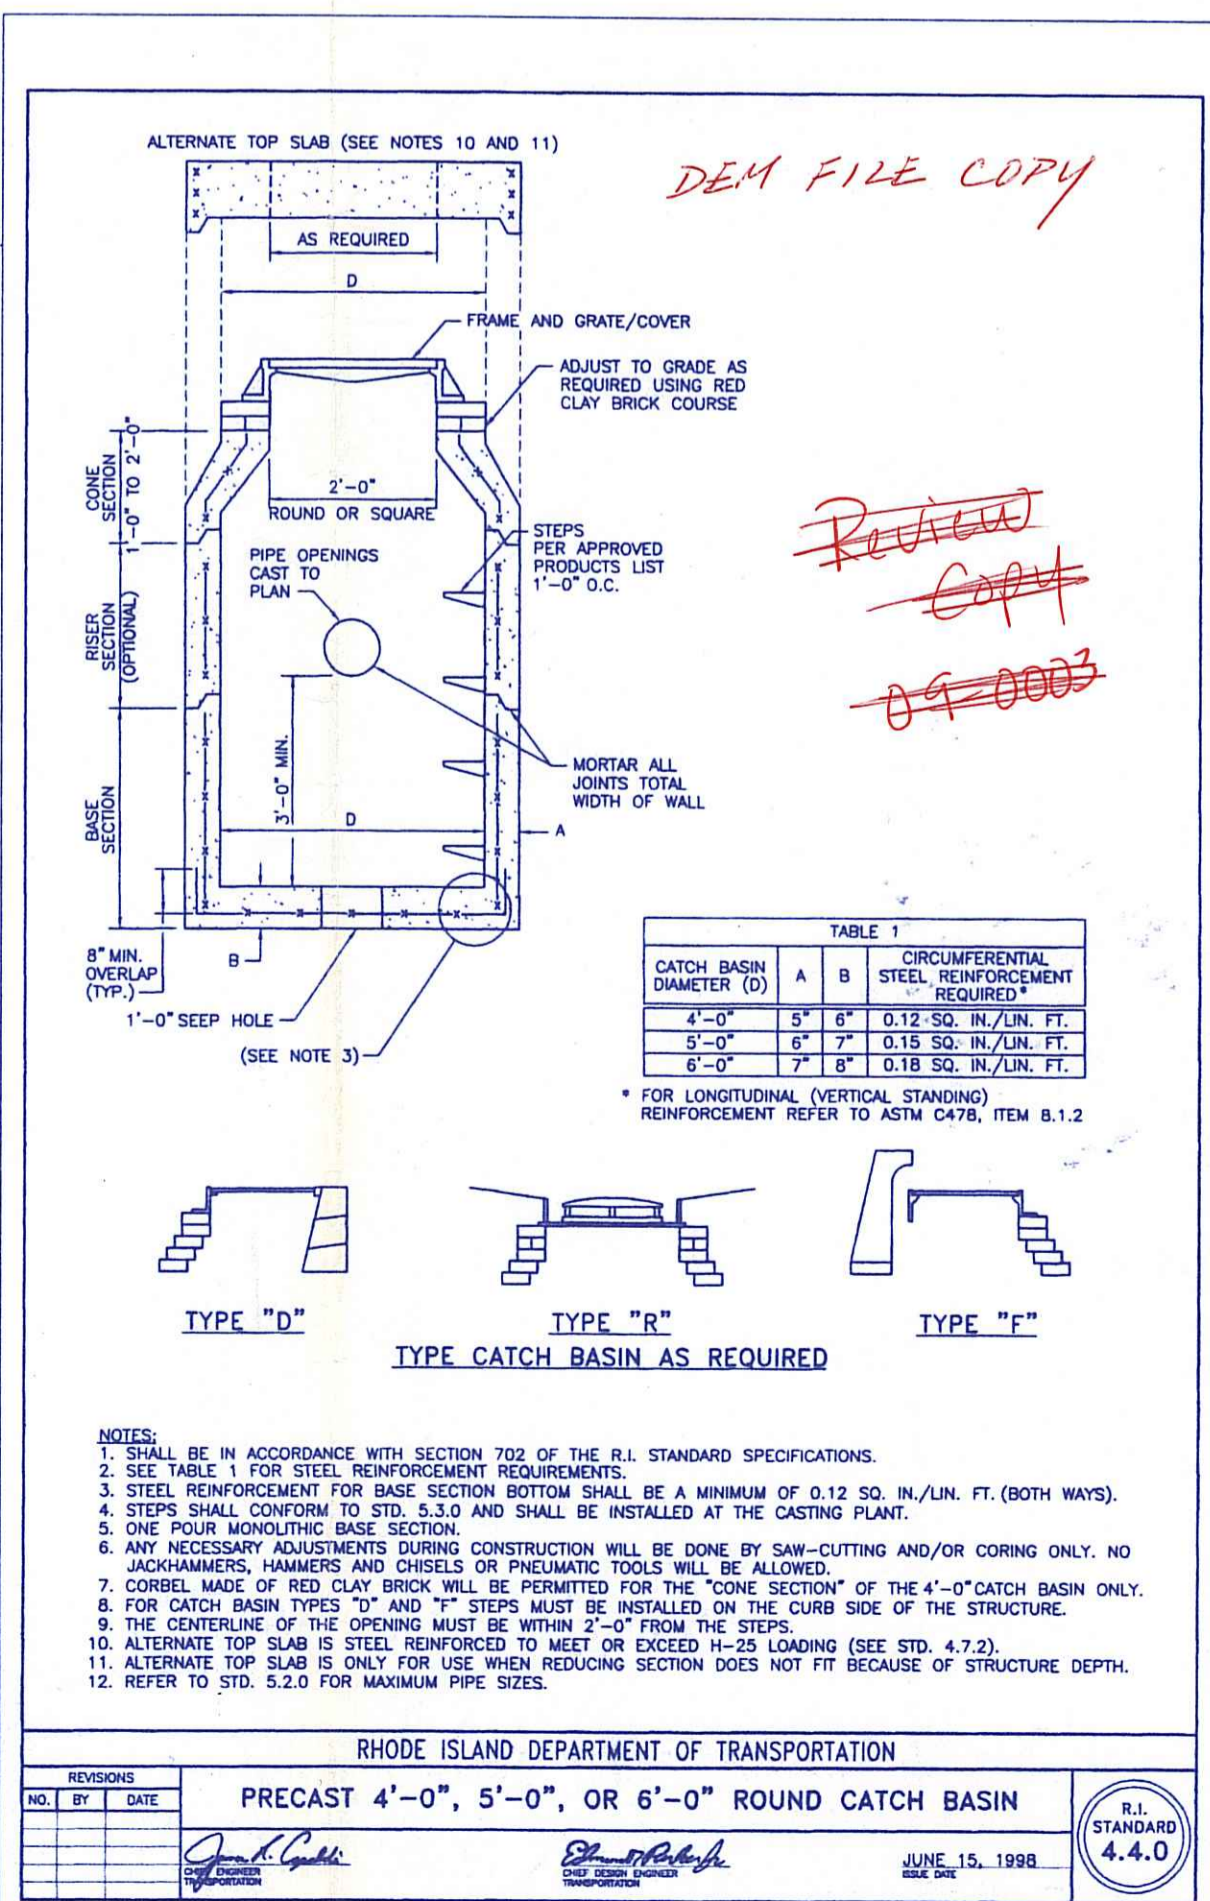 ALTERNATE TOP SLAB (SEE NOTES 10 AND 11)
DEM FILE COPY
AS REQUIRED
D
FRAME AND GRATE/COVER
ADJUST TO GRADE AS
REQUIRED USING RED
CLAY BRICK COURSE
CONE
SECTION
1'-0" TO 2'-0"
2'-0"
ROUND OR SQUARE
Review
Copy
09-0003
STEPS
PER APPROVED
PRODUCTS LIST
1'-0" O.C.
PIPE OPENINGS
CAST TO
PLAN
RISER
SECTION
(OPTIONAL)
3'-0" MIN.
MORTAR ALL
JOINTS TOTAL
WIDTH OF WALL
BASE
SECTION
D
A
8" MIN.
OVERLAP
(TYP.)
B
1'-0" SEEP HOLE
(SEE NOTE 3)
TABLE 1
CATCH BASIN
DIAMETER (D)
A
B
CIRCUMFERENTIAL
STEEL REINFORCEMENT
REQUIRED*
4'-0" 5" 6" 0.12 SQ. IN./LIN. FT.
5'-0" 6" 7" 0.15 SQ. IN./LIN. FT.
6'-0" 7" 8" 0.18 SQ. IN./LIN. FT.
* FOR LONGITUDINAL (VERTICAL STANDING)
REINFORCEMENT REFER TO ASTM C478, ITEM 8.1.2
TYPE "D"
TYPE "R"
TYPE "F"
TYPE CATCH BASIN AS REQUIRED
NOTES:
1. SHALL BE IN ACCORDANCE WITH SECTION 702 OF THE R.I. STANDARD SPECIFICATIONS.
2. SEE TABLE 1 FOR STEEL REINFORCEMENT REQUIREMENTS.
3. STEEL REINFORCEMENT FOR BASE SECTION BOTTOM SHALL BE A MINIMUM OF 0.12 SQ. IN./LIN. FT. (BOTH WAYS).
4. STEPS SHALL CONFORM TO STD. 5.3.0 AND SHALL BE INSTALLED AT THE CASTING PLANT.
5. ONE POUR MONOLITHIC BASE SECTION.
6. ANY NECESSARY ADJUSTMENTS DURING CONSTRUCTION WILL BE DONE BY SAW-CUTTING AND/OR CORING ONLY. NO
JACKHAMMERS, HAMMERS AND CHISELS OR PNEUMATIC TOOLS WILL BE ALLOWED.
7. CORBEL MADE OF RED CLAY BRICK WILL BE PERMITTED FOR THE "CONE SECTION" OF THE 4'-0" CATCH BASIN ONLY.
8. FOR CATCH BASIN TYPES "D" AND "F" STEPS MUST BE INSTALLED ON THE CURB SIDE OF THE STRUCTURE.
9. THE CENTERLINE OF THE OPENING MUST BE WITHIN 2'-0" FROM THE STEPS.
10. ALTERNATE TOP SLAB IS STEEL REINFORCED TO MEET OR EXCEED H-25 LOADING (SEE STD. 4.7.2).
11. ALTERNATE TOP SLAB IS ONLY FOR USE WHEN REDUCING SECTION DOES NOT FIT BECAUSE OF STRUCTURE DEPTH.
12. REFER TO STD. 5.2.0 FOR MAXIMUM PIPE SIZES.
RHODE ISLAND DEPARTMENT OF TRANSPORTATION
REVISIONS
NO. BY DATE
PRECAST 4'-0", 5'-0", OR 6'-0" ROUND CATCH BASIN
CHIEF ENGINEER
TRANSPORTATION
CHIEF DESIGN ENGINEER
TRANSPORTATION
JUNE 15, 1998
ISSUE DATE
R.I.
STANDARD
4.4.0